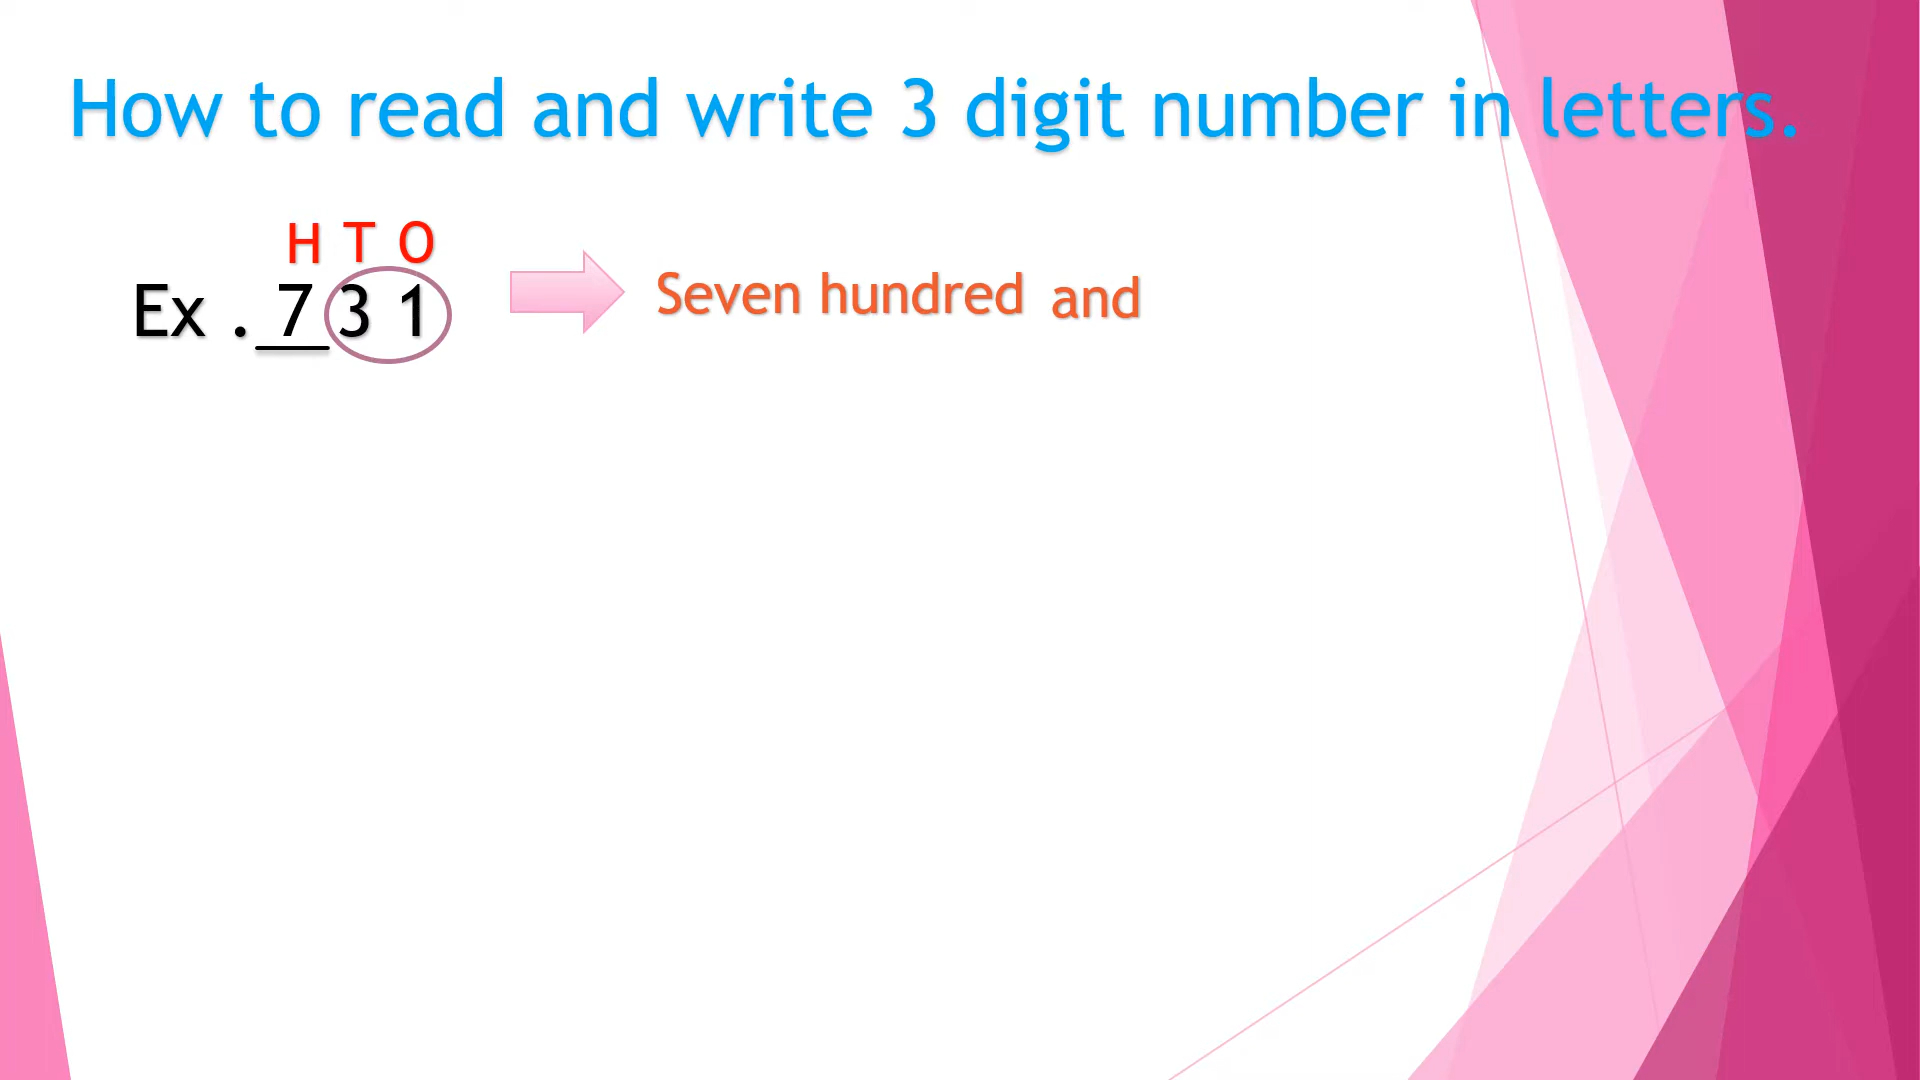 How to read and write 3 digit number in letters.
H T O
Ex . 7 3 1
Seven hundred and